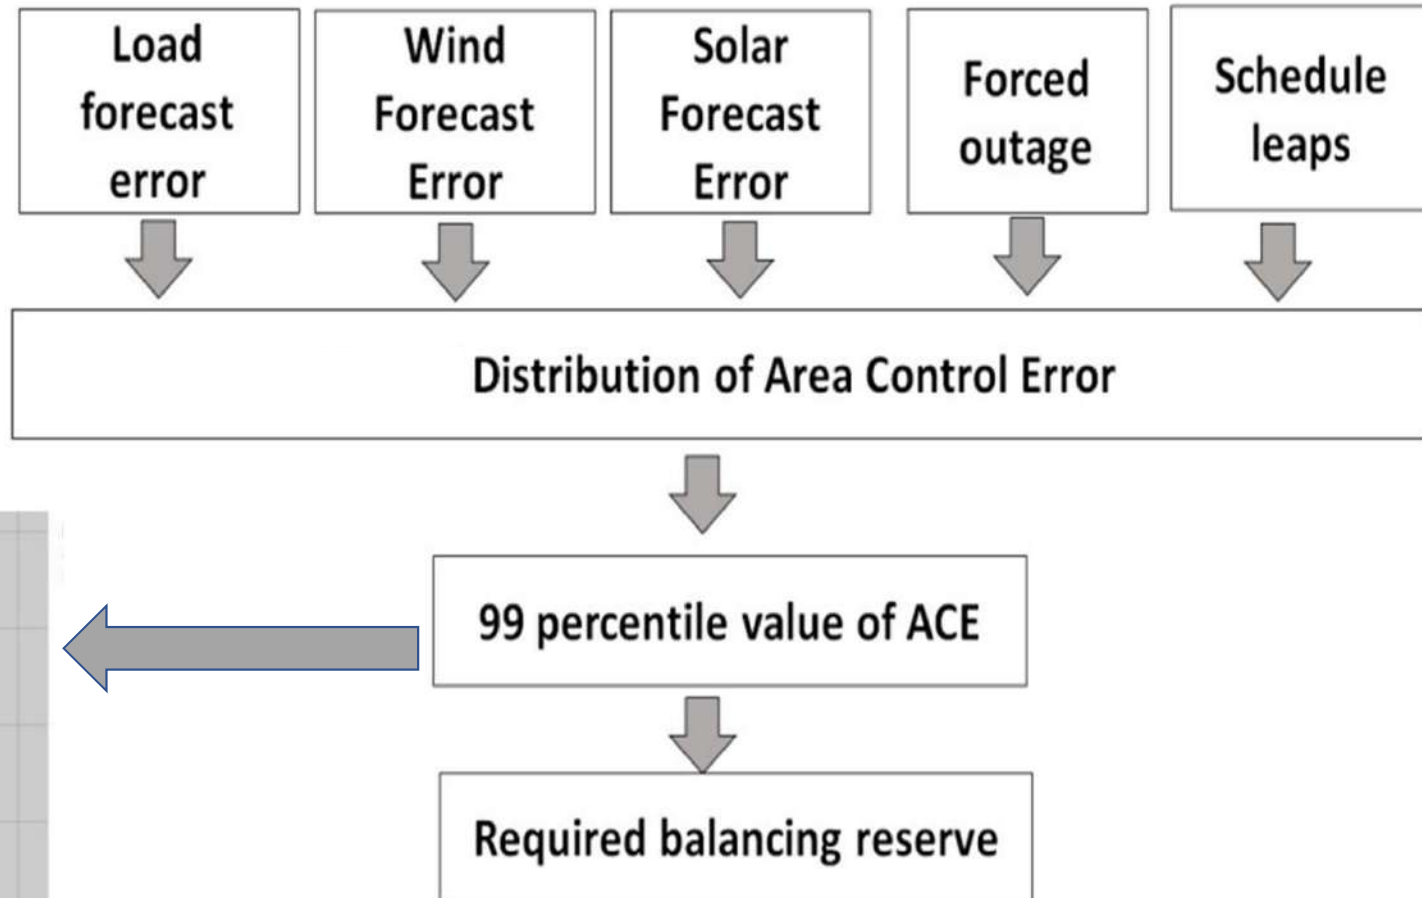 Load
forecast
error
Wind
Forecast
Error
Solar
Forecast
Error
Forced
outage
Schedule
leaps
Distribution of Area Control Error
99 percentile value of ACE
Required balancing reserve